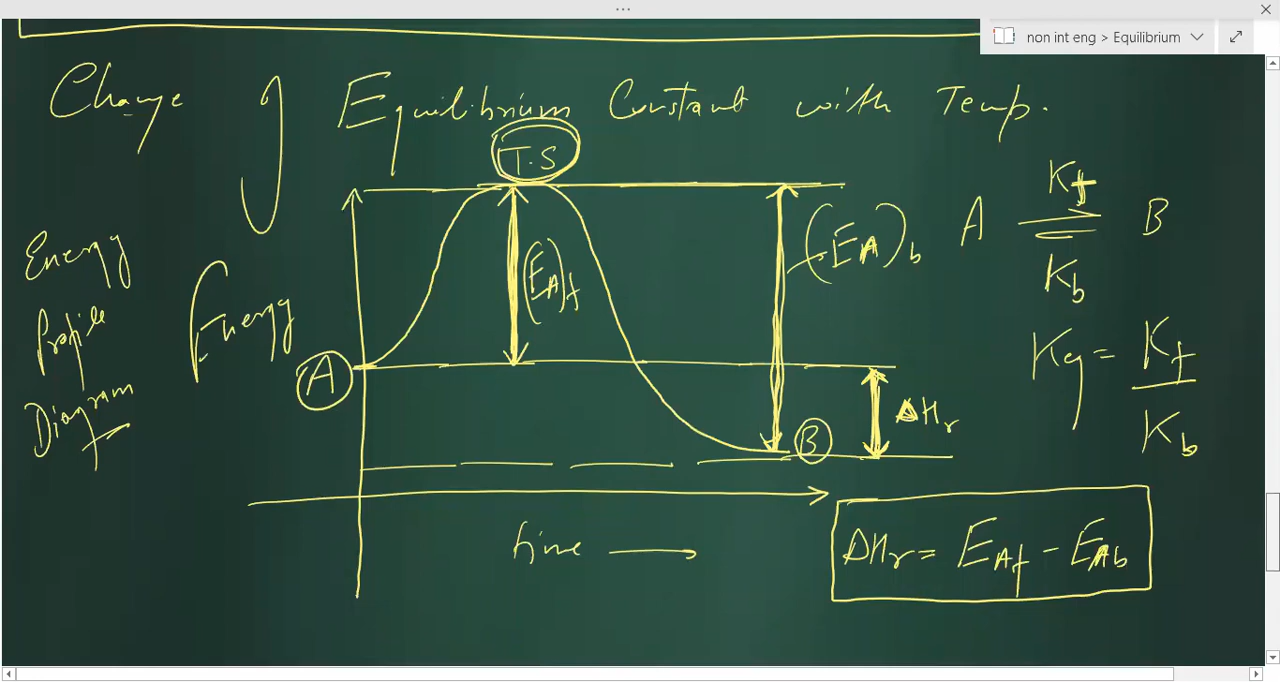 ...
non int eng > Equilibrium
Change of Equilibrium Constant with Temp.
T.S
Energy
Profile
Diagram
Energy
(EA)f
(EA)b
A
B
ΔHr
time
A ⇌ B
Kf
Kb
Kq = Kf / Kb
ΔHr = EAf - EAb